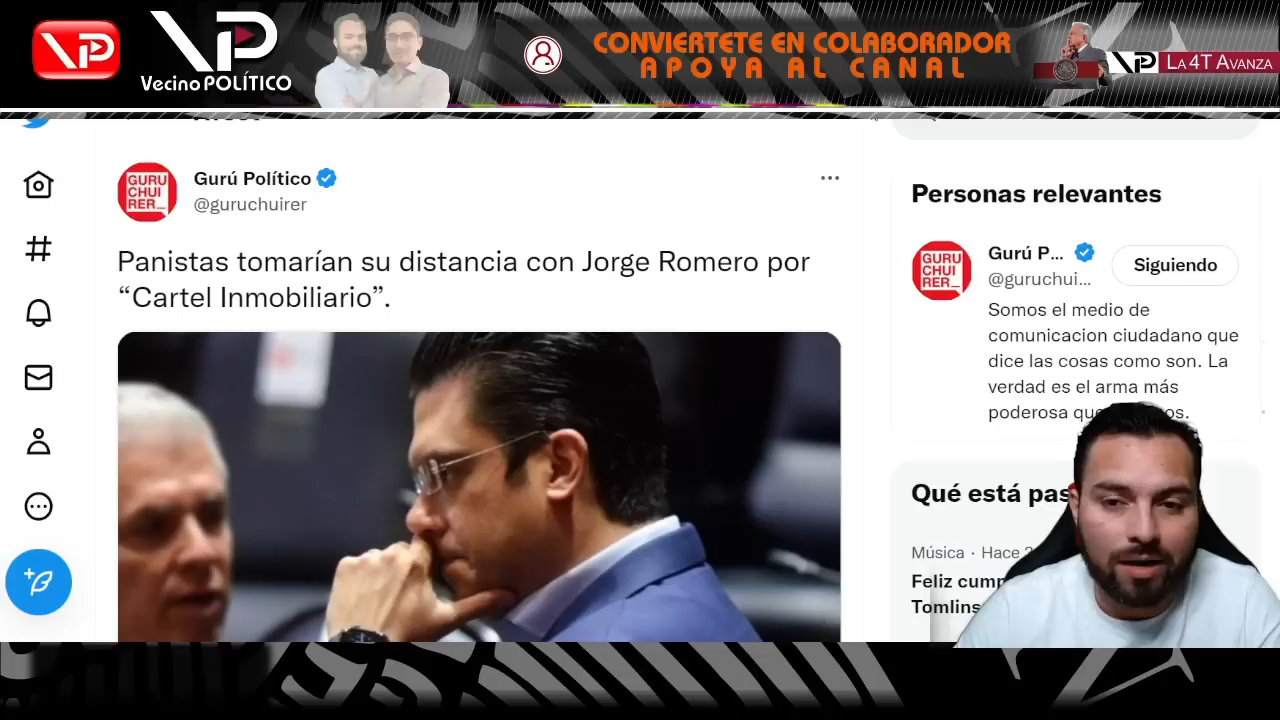 VP
VP
Vecino POLÍTICO
CONVIERTETE EN COLABORADOR
APOYA AL CANAL
VP LA 4T AVANZA
GURU
CHUI
RER_
Gurú Político
@guruchuirer
Panistas tomarían su distancia con Jorge Romero por
“Cartel Inmobiliario”.
Personas relevantes
GURU
CHUI
RER_
Gurú P...
@guruchui...
Siguiendo
Somos el medio de
comunicacion ciudadano que
dice las cosas como son. La
verdad es el arma más
poderosa
Qué está
Música · Hace
Feliz